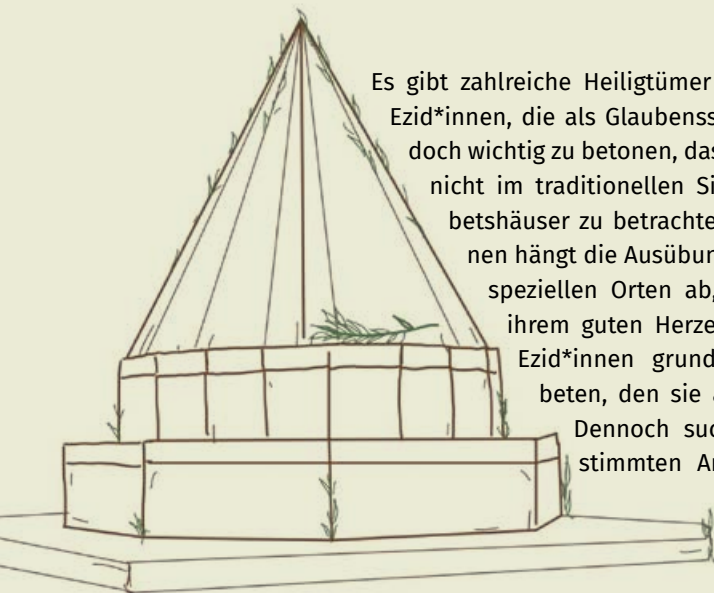 Es gibt zahlreiche Heiligtümer
Ezid*innen, die als Glaubenss
doch wichtig zu betonen, das
nicht im traditionellen Si
betshäuser zu betrachte
nen hängt die Ausübur
speziellen Orten ab,
ihrem guten Herze
Ezid*innen grund
beten, den sie a
Dennoch suc
stimmten An